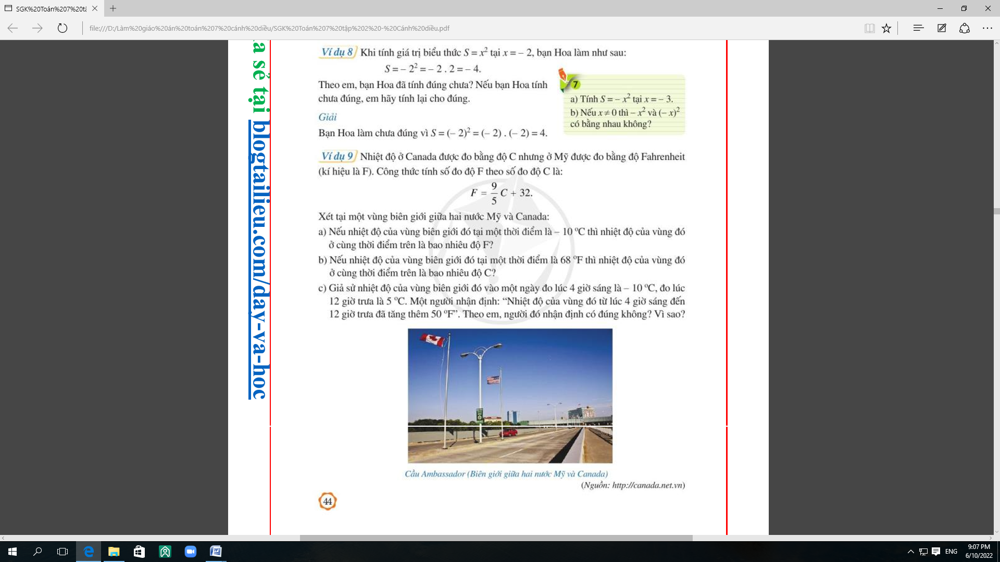 SGK%20Toán%207%20tậ
file:///D:/Làm%20giáo%20án%20toán%207%20cánh%20diều/SGK%20Toán%207%20tập%202%20-%20Cánh%20diều.pdf
a sẻ tại blogtailieu.com/day-va-hoc
Ví dụ 8 Khi tính giá trị biểu thức S = x² tại x = – 2, bạn Hoa làm như sau:
S = – 2² = – 2 . 2 = – 4.
Theo em, bạn Hoa đã tính đúng chưa? Nếu bạn Hoa tính
chưa đúng, em hãy tính lại cho đúng.
Giải
Bạn Hoa làm chưa đúng vì S = (– 2)² = (– 2) . (– 2) = 4.
7
a) Tính S = – x² tại x = – 3.
b) Nếu x ≠ 0 thì – x² và (– x)²
có bằng nhau không?
Ví dụ 9 Nhiệt độ ở Canada được đo bằng độ C nhưng ở Mỹ được đo bằng độ Fahrenheit
(kí hiệu là F). Công thức tính số đo độ F theo số đo độ C là:
F = 9/5 C + 32.
Xét tại một vùng biên giới giữa hai nước Mỹ và Canada:
a) Nếu nhiệt độ của vùng biên giới đó tại một thời điểm là – 10 °C thì nhiệt độ của vùng đó
ở cùng thời điểm trên là bao nhiêu độ F?
b) Nếu nhiệt độ của vùng biên giới đó tại một thời điểm là 68 °F thì nhiệt độ của vùng đó
ở cùng thời điểm trên là bao nhiêu độ C?
c) Giả sử nhiệt độ của vùng biên giới đó vào một ngày đo lúc 4 giờ sáng là – 10 °C, đo lúc
12 giờ trưa là 5 °C. Một người nhận định: “Nhiệt độ của vùng đó từ lúc 4 giờ sáng đến
12 giờ trưa đã tăng thêm 50 °F”. Theo em, người đó nhận định có đúng không? Vì sao?
Cầu Ambassador (Biên giới giữa hai nước Mỹ và Canada)
(Nguồn: http://canada.net.vn)
44
ENG
9:07 PM
6/10/2022